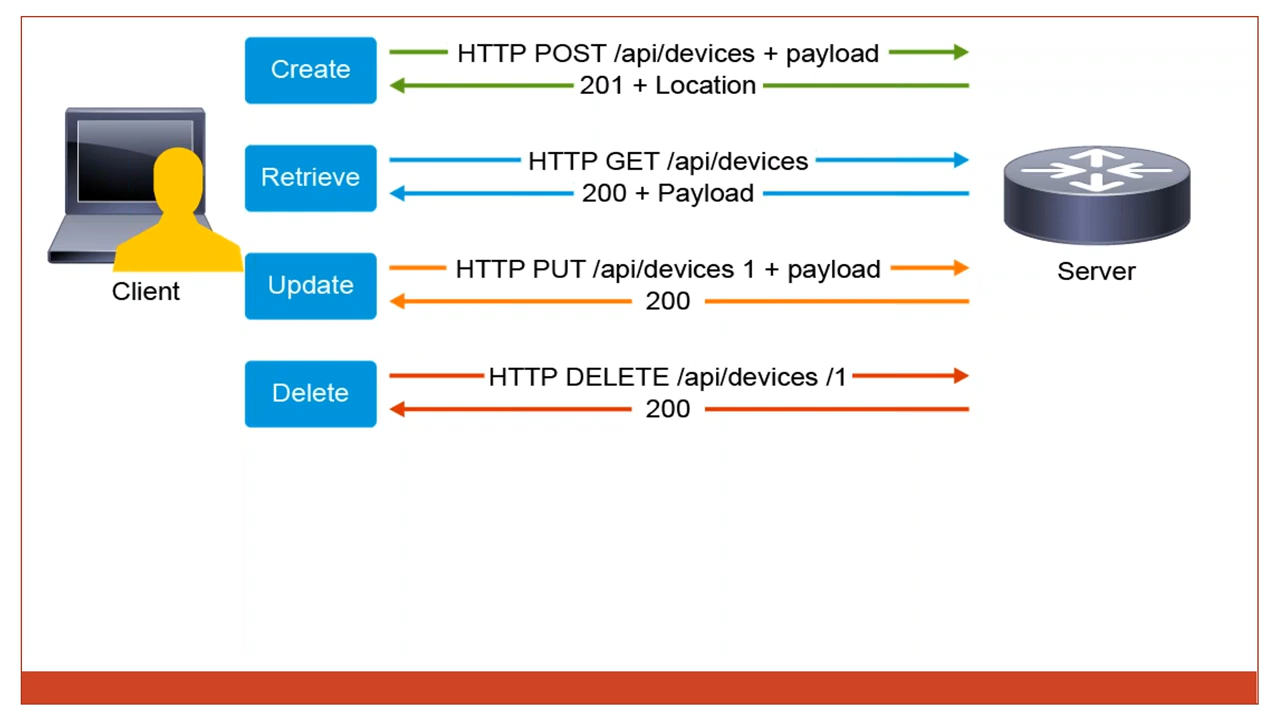 Create
HTTP POST /api/devices + payload
201 + Location
Retrieve
HTTP GET /api/devices
200 + Payload
Update
HTTP PUT /api/devices 1 + payload
200
Delete
HTTP DELETE /api/devices /1
200
Client
Server